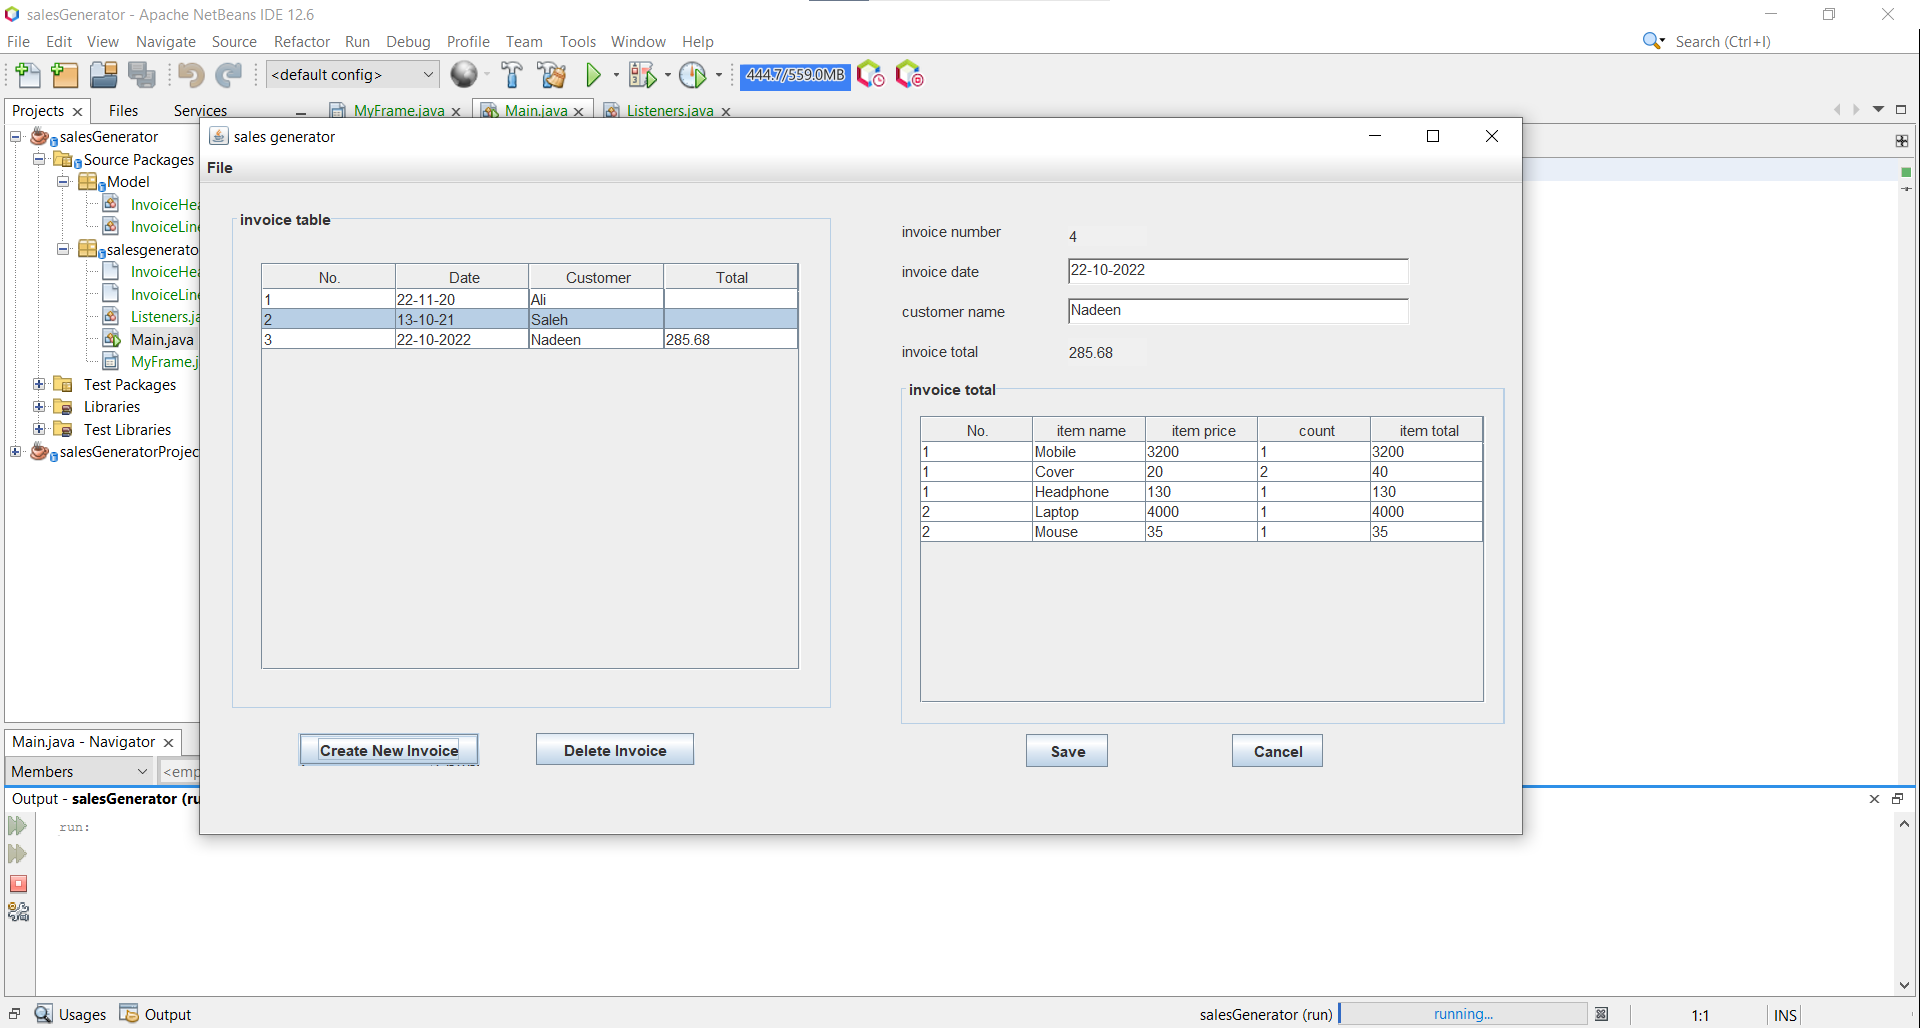 salesGenerator - Apache NetBeans IDE 12.6
File Edit View Navigate Source Refactor Run Debug Profile Team Tools Window Help
Search (Ctrl+I)
<default config>
444.7/559.0MB
Projects Files Services
MyFrame.java Main.java Listeners.java
salesGenerator
Source Packages
Model
InvoiceHea
InvoiceLine
salesgenerato
InvoiceHea
InvoiceLine
Listeners.ja
Main.java
MyFrame.j
Test Packages
Libraries
Test Libraries
salesGeneratorProjec
sales generator
File
invoice table
No. Date Customer Total
1 22-11-20 Ali
2 13-10-21 Saleh
3 22-10-2022 Nadeen 285.68
Create New Invoice
Delete Invoice
invoice number 4
invoice date 22-10-2022
customer name Nadeen
invoice total 285.68
invoice total
No. item name item price count item total
1 Mobile 3200 1 3200
1 Cover 20 2 40
1 Headphone 130 1 130
2 Laptop 4000 1 4000
2 Mouse 35 1 35
Save
Cancel
Main.java - Navigator
Members
<emp
Output - salesGenerator (ru
run:
Usages Output
salesGenerator (run) running... 1:1 INS